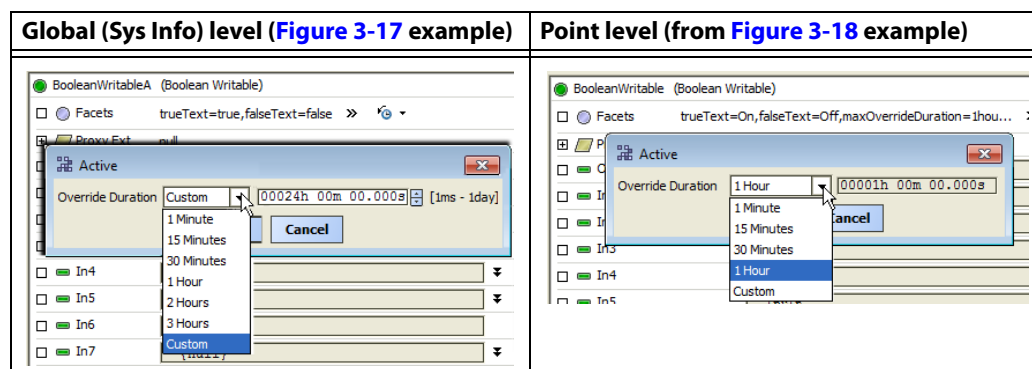 Global (Sys Info) level (Figure 3-17 example)
BooleanWritableA (Boolean Writable)
Facets trueText=true,falseText=false »
Proxy Ext null
Active
Override Duration Custom 00024h 00m 00.000s [1ms - 1day]
1 Minute
Cancel
15 Minutes
30 Minutes
In4
1 Hour
In5
2 Hours
In6
3 Hours
Custom
In7
Point level (from Figure 3-18 example)
BooleanWritable (Boolean Writable)
Facets trueText=On,falseText=Off,maxOverrideDuration=1hou...
Active
Override Duration 1 Hour 00001h 00m 00.000s
1 Minute
15 Minutes
Cancel
30 Minutes
In3
1 Hour
In4
Custom
In5